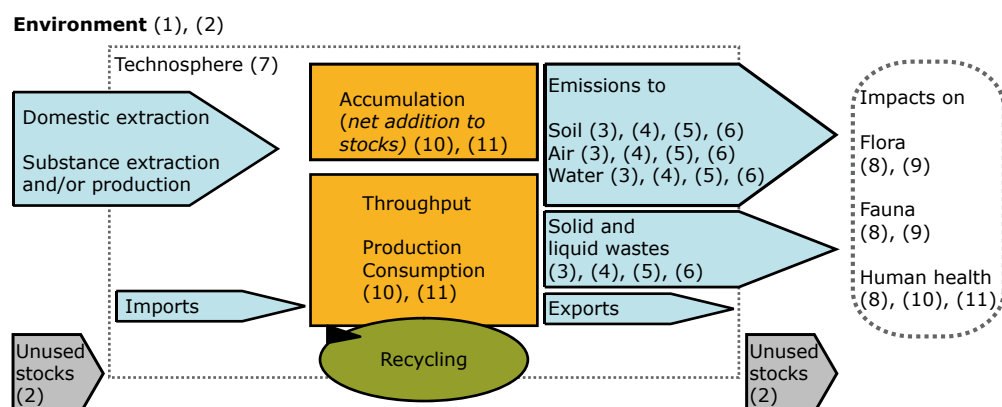 Environment (1), (2)
Technosphere (7)
Domestic extraction
Substance extraction
and/or production
Imports
Unused
stocks
(2)
Accumulation
(net addition to
stocks) (10), (11)
Throughput
Production
Consumption
(10), (11)
Recycling
Emissions to
Soil (3), (4), (5), (6)
Air (3), (4), (5), (6)
Water (3), (4), (5), (6)
Solid and
liquid wastes
(3), (4), (5), (6)
Exports
Unused
stocks
(2)
Impacts on
Flora
(8), (9)
Fauna
(8), (9)
Human health
(8), (10), (11)